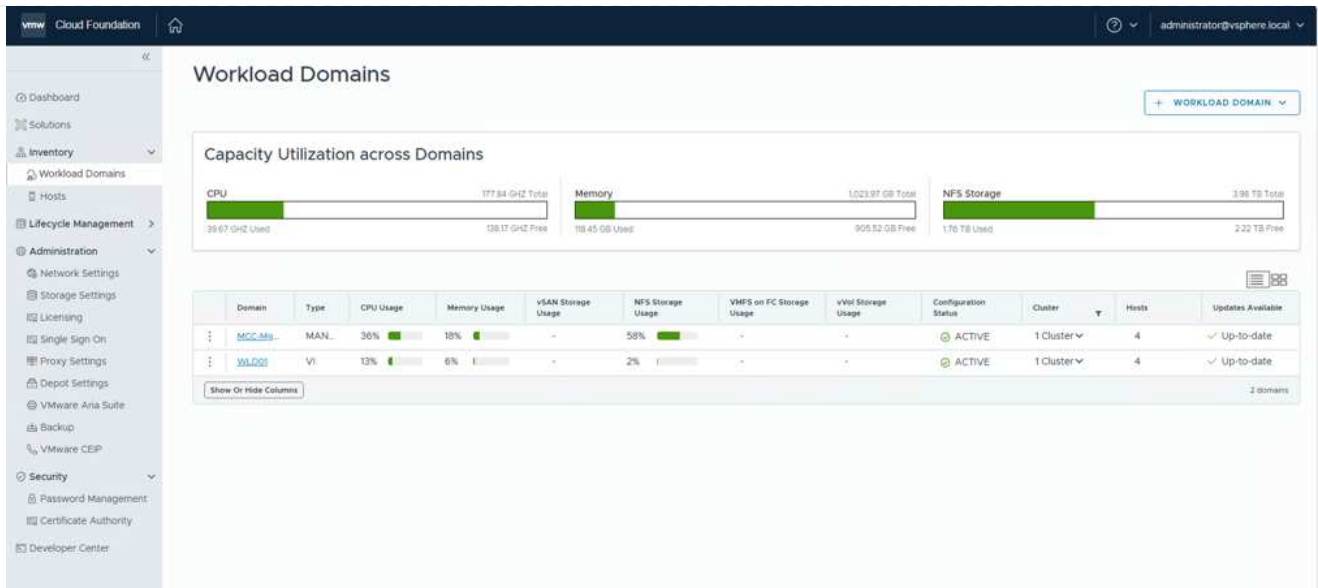 vmw Cloud Foundation
administrator@vsphere.local
Workload Domains
WORKLOAD DOMAIN
Dashboard
Solutions
Inventory
Workload Domains
Hosts
Lifecycle Management
Administration
Network Settings
Storage Settings
Licensing
Single Sign On
Proxy Settings
Depot Settings
VMware Aria Suite
Backup
VMware CEIP
Security
Password Management
Certificate Authority
Developer Center
Capacity Utilization across Domains
CPU 177.84 GHZ Total
39.67 GHZ Used 138.17 GHZ Free
Memory 1,023.97 GB Total
118.45 GB Used 905.52 GB Free
NFS Storage 3.98 TB Total
1.76 TB Used 2.22 TB Free
Domain Type CPU Usage Memory Usage vSAN Storage Usage NFS Storage Usage VMFS on FC Storage Usage vVol Storage Usage Configuration Status Cluster Hosts Updates Available
MCC-Ma... MAN... 36% 18% - 58% - - ACTIVE 1 Cluster 4 Up-to-date
WLD01 VI 13% 6% - 2% - - ACTIVE 1 Cluster 4 Up-to-date
Show Or Hide Columns 2 domains